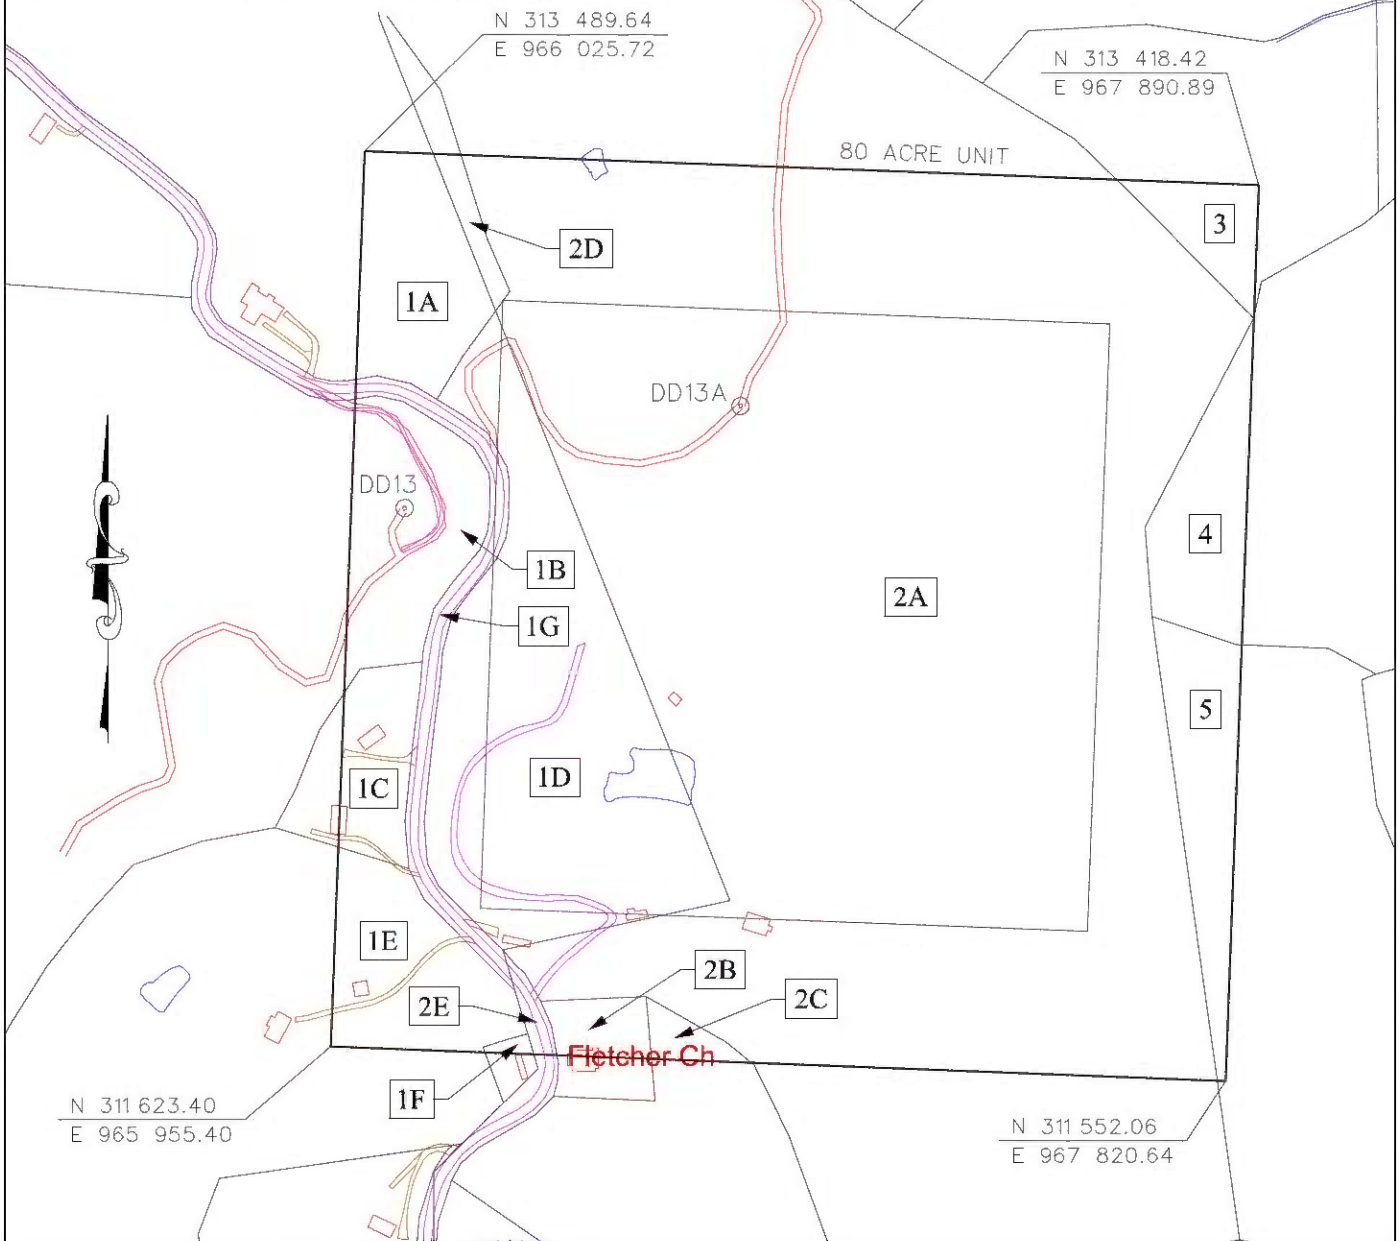 N 313 489.64
E 966 025.72
N 313 418.42
E 967 890.89
80 ACRE UNIT
3
2D
1A
DD13A
DD13
4
1B
2A
1G
5
1D
1C
1E
2B
2E
2C
Fletcher Ch
1F
N 311 623.40
E 965 955.40
N 311 552.06
E 967 820.64